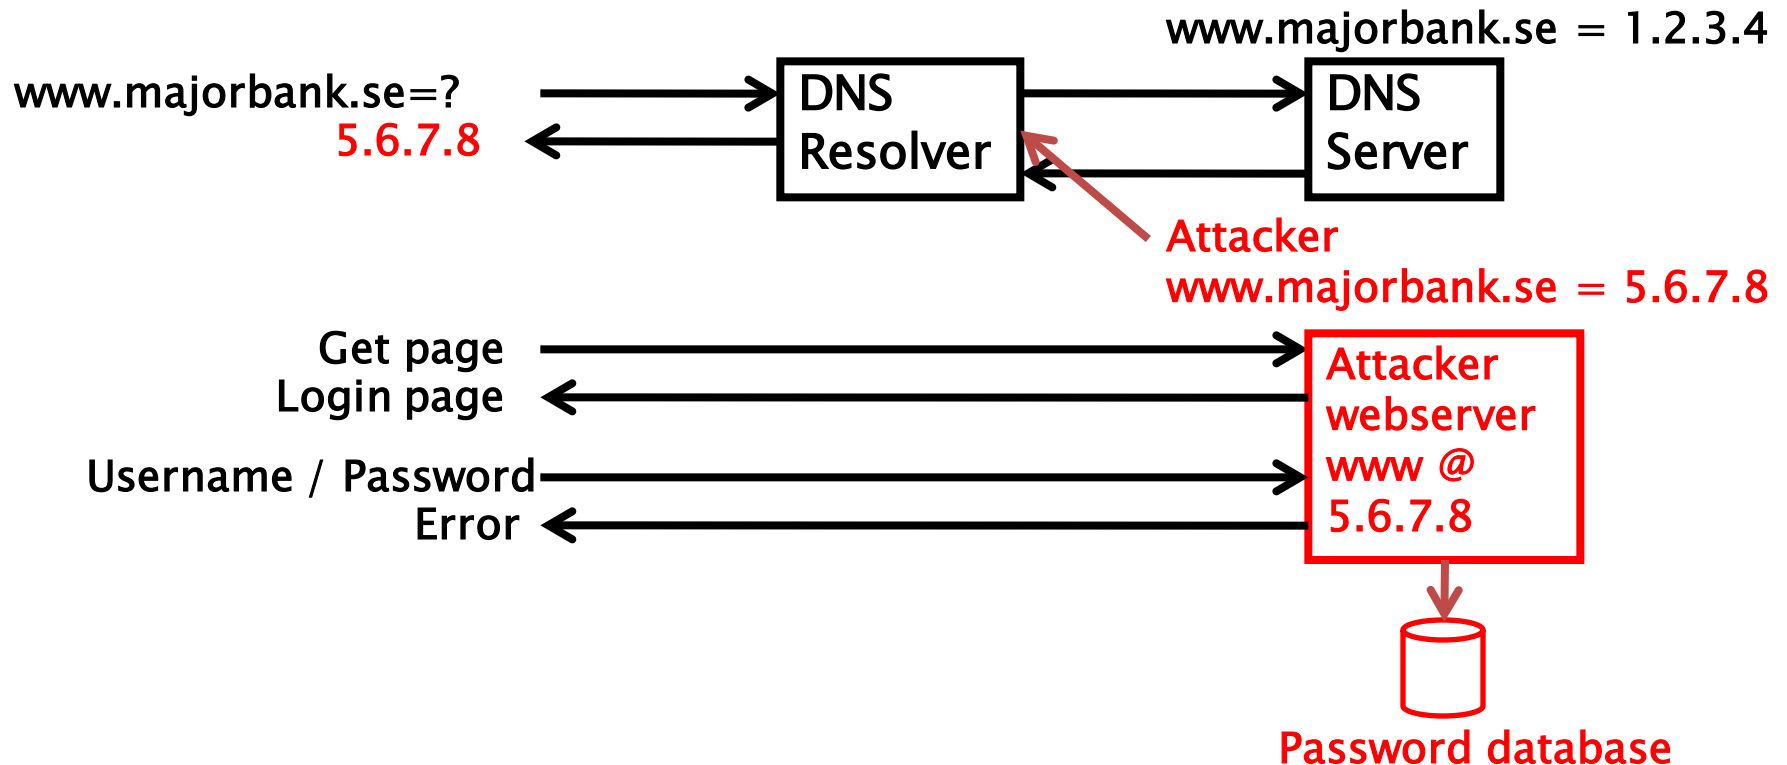 www.majorbank.se = 1.2.3.4
www.majorbank.se=?
5.6.7.8
DNS
Resolver
DNS
Server
Attacker
www.majorbank.se = 5.6.7.8
Get page
Login page
Username / Password
Error
Attacker
webserver
www @
5.6.7.8
Password database